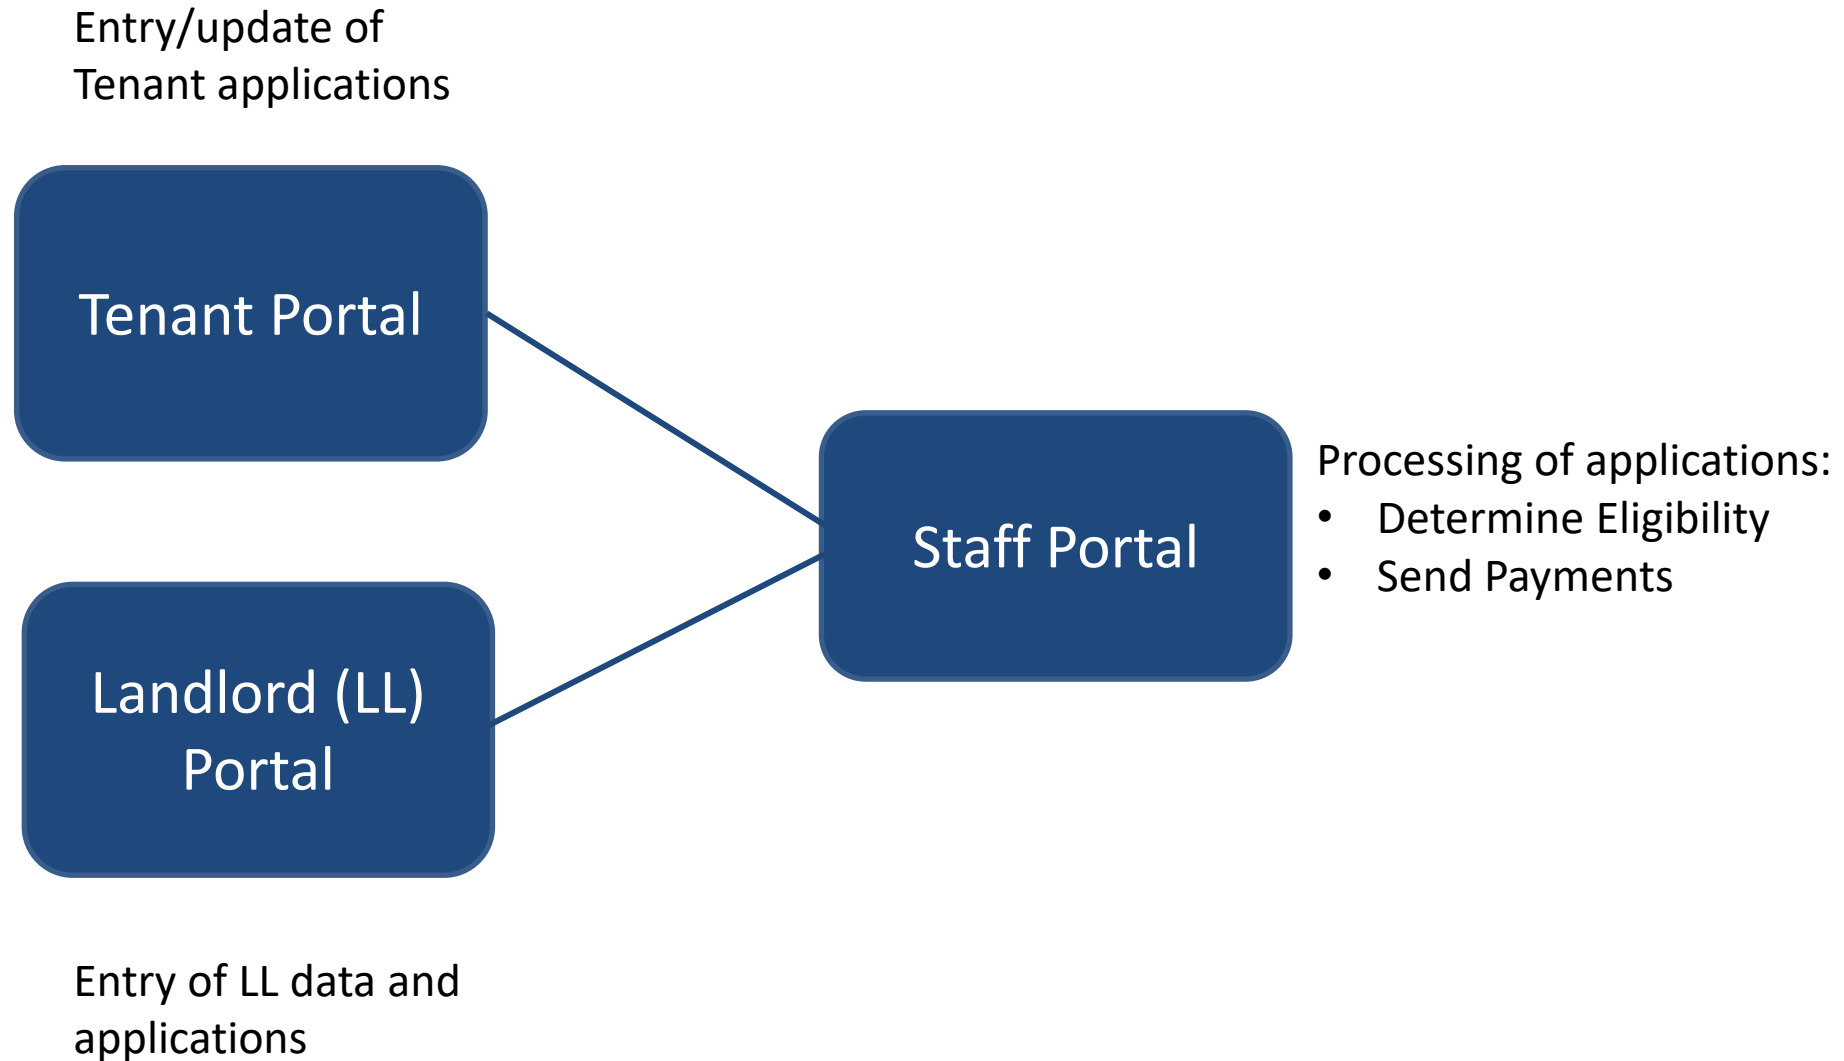 Entry/update of
Tenant applications
Tenant Portal
Landlord (LL)
Portal
Entry of LL data and
applications
Staff Portal
Processing of applications:
• Determine Eligibility
• Send Payments